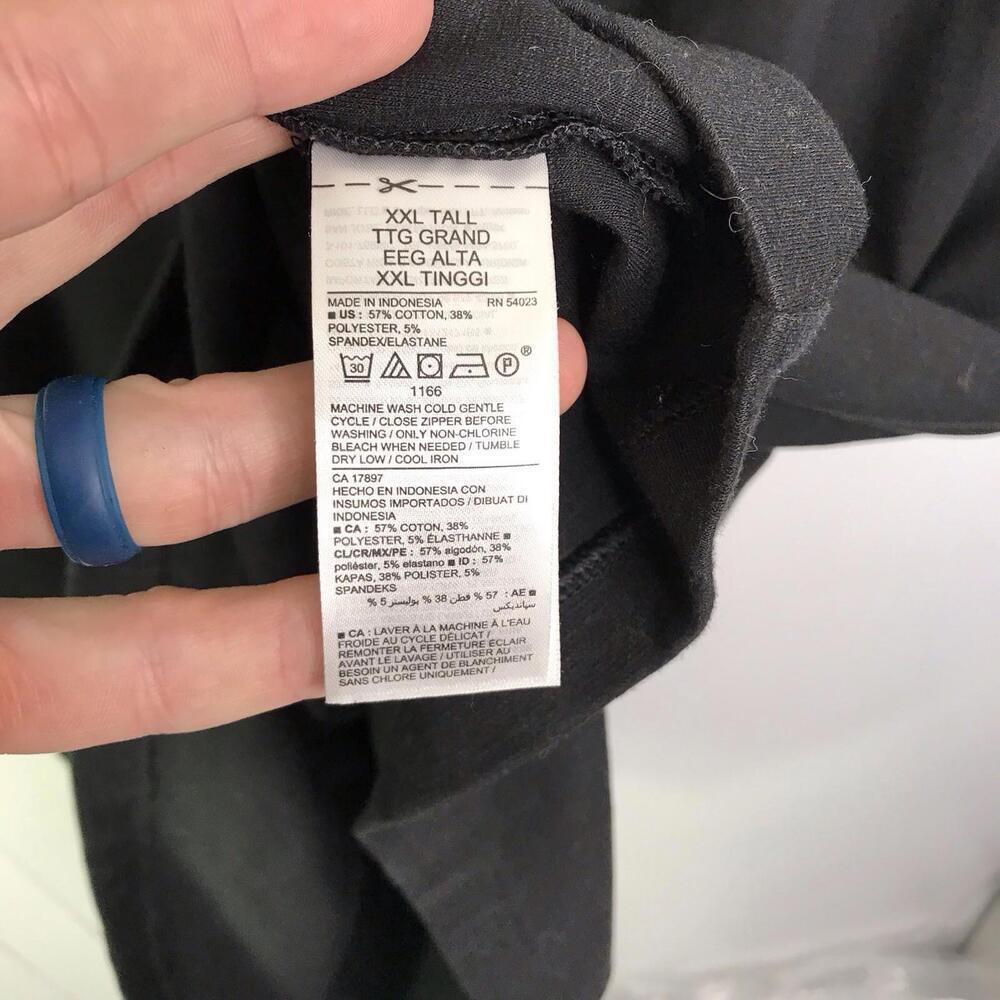 XXL TALL
TTG GRAND
EEG ALTA
XXL TINGGI
MADE IN INDONESIA RN 54023
■ US : 57% COTTON, 38%
POLYESTER, 5%
SPANDEX/ELASTANE
30 P ®
1166
MACHINE WASH COLD GENTLE
CYCLE / CLOSE ZIPPER BEFORE
WASHING / ONLY NON-CHLORINE
BLEACH WHEN NEEDED / TUMBLE
DRY LOW / COOL IRON
CA 17897
HECHO EN INDONESIA CON
INSUMOS IMPORTADOS / DIBUAT DI
INDONESIA
■ CA : 57% COTON, 38%
POLYESTER, 5% ÉLASTHANNE ■
CL/CR/MX/PE : 57% algodón, 38%
poliéster, 5% elastano ■ ID : 57%
KAPAS, 38% POLISTER, 5%
SPANDEKS
■ AE : 57 % قطن 38 % بوليستر 5 %
سباندیکس
■ CA : LAVER À LA MACHINE À L'EAU
FROIDE AU CYCLE DÉLICAT /
REMONTER LA FERMETURE ÉCLAIR
AVANT LE LAVAGE / UTILISER AU
BESOIN UN AGENT DE BLANCHIMENT
SANS CHLORE UNIQUEMENT /